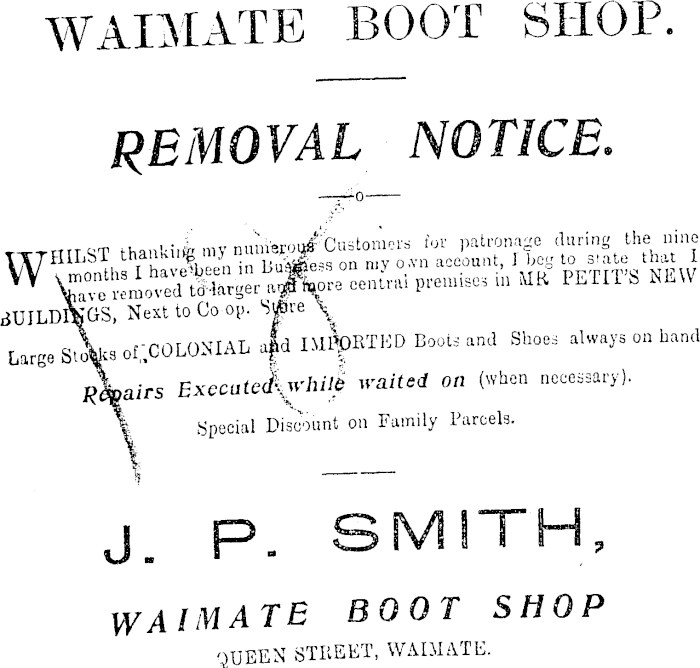 WAIMATE BOOT SHOP.
REMOVAL NOTICE.
WHILST thanking my numerous Customers for patronage during the nine
months I have been in Business on my own account, I beg to state that I
have removed to larger and more central premises in MR PETIT'S NEW
BUILDINGS, Next to Co op. Store
Large Stocks of COLONIAL and IMPORTED Boots and Shoes always on hand
Repairs Executed while waited on (when necessary).
Special Discount on Family Parcels.
J. P. SMITH,
WAIMATE BOOT SHOP
QUEEN STREET, WAIMATE.